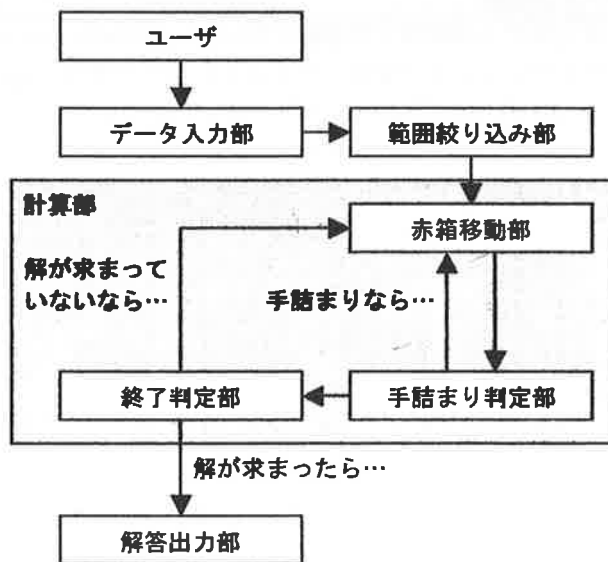 ユーザ
データ入力部
範囲絞り込み部
計算部
赤箱移動部
解が求まって
いないなら…
手詰まりなら…
終了判定部
手詰まり判定部
解が求まったら…
解答出力部